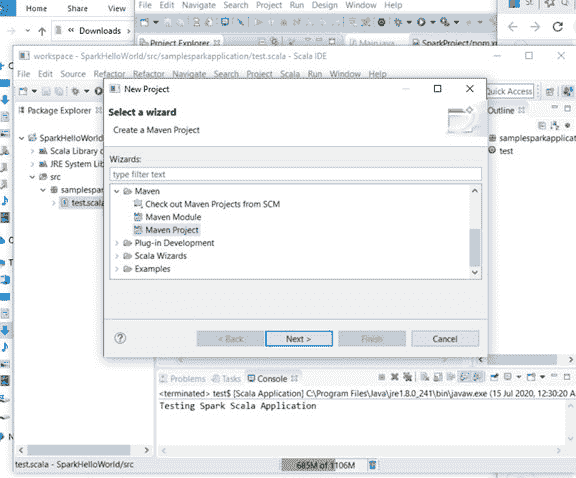 Home Share View
Downloads
Navigate Search Project Run Design Window Help
Project Explorer
Main.java
SparkProject/pom.xml
workspace - SparkHelloWorld/src/samplesparkapplication/test.scala - Scala IDE
File Edit Source Refactor Refactor Navigate Search Project Scala Run Window Help
Quick Access
Package Explorer
Outline
SparkHelloWorld
Scala Library c
JRE System Lib
src
samplespar
test.scala
samplesparkapplication
test
New Project
Select a wizard
Create a Maven Project
Wizards:
type filter text
Maven
Check out Maven Projects from SCM
Maven Module
Maven Project
Plug-in Development
Scala Wizards
Examples
< Back
Next >
Finish
Cancel
Problems Tasks Console
<terminated> test$ [Scala Application] C:\Program Files\Java\jre1.8.0_241\bin\javaw.exe (15 Jul 2020, 12:30:20 A
Testing Spark Scala Application
test.scala - SparkHelloWorld/src
685M of 1106M